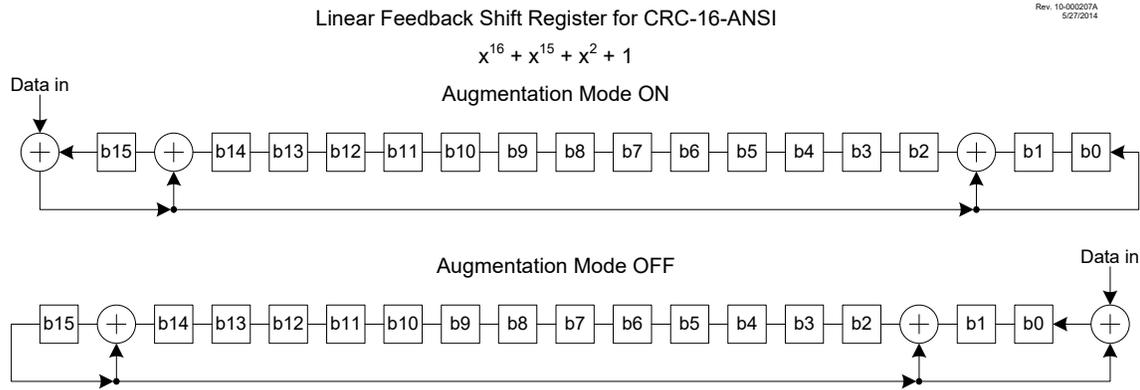 Linear Feedback Shift Register for CRC-16-ANSI
Rev. 10-000207A
5/27/2014
x¹⁶ + x¹⁵ + x² + 1
Augmentation Mode ON
Data in
b15 b14 b13 b12 b11 b10 b9 b8 b7 b6 b5 b4 b3 b2 b1 b0
Augmentation Mode OFF
Data in
b15 b14 b13 b12 b11 b10 b9 b8 b7 b6 b5 b4 b3 b2 b1 b0